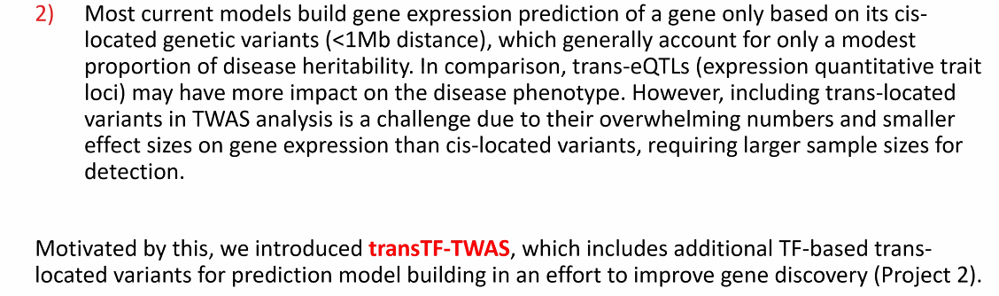 2) Most current models build gene expression prediction of a gene only based on its cis-
located genetic variants (<1Mb distance), which generally account for only a modest
proportion of disease heritability. In comparison, trans-eQTLs (expression quantitative trait
loci) may have more impact on the disease phenotype. However, including trans-located
variants in TWAS analysis is a challenge due to their overwhelming numbers and smaller
effect sizes on gene expression than cis-located variants, requiring larger sample sizes for
detection.
Motivated by this, we introduced transTF-TWAS, which includes additional TF-based trans-
located variants for prediction model building in an effort to improve gene discovery (Project 2).